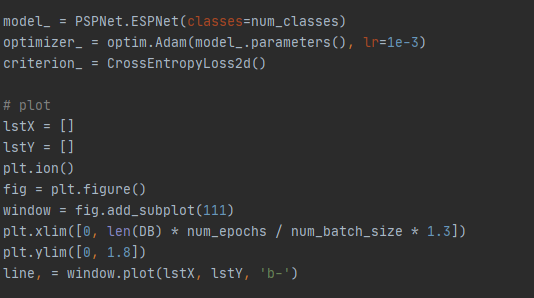 model_ = PSPNet.ESPNet(classes=num_classes)
optimizer_ = optim.Adam(model_.parameters(), lr=1e-3)
criterion_ = CrossEntropyLoss2d()
# plot
lstX = []
lstY = []
plt.ion()
fig = plt.figure()
window = fig.add_subplot(111)
plt.xlim([0, len(DB) * num_epochs / num_batch_size * 1.3])
plt.ylim([0, 1.8])
line, = window.plot(lstX, lstY, 'b-')